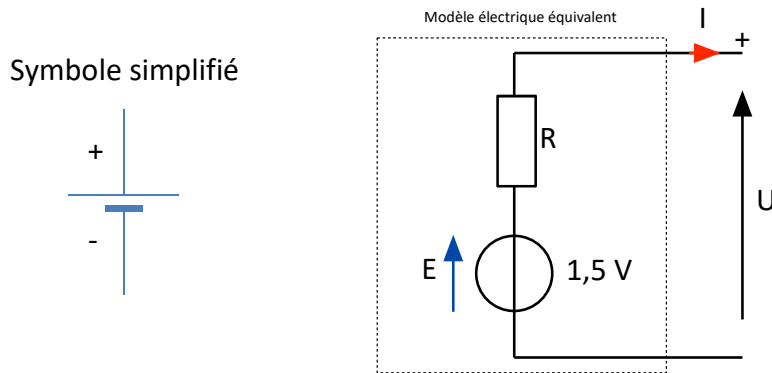 Modèle électrique équivalent
I
+
Symbole simplifié
+
R
-
U
E
1,5 V